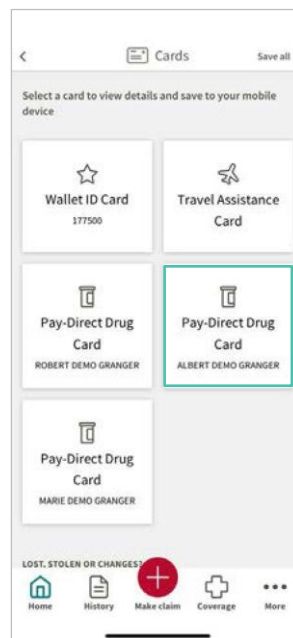 Cards
Save all
Select a card to view details and save to your mobile
device
Wallet ID Card
177500
Travel Assistance
Card
Pay-Direct Drug
Card
ROBERT DEMO GRANGER
Pay-Direct Drug
Card
ALBERT DEMO GRANGER
Pay-Direct Drug
Card
MARIE DEMO GRANGER
LOST, STOLEN OR CHANGES?
Home
History
Make claim
Coverage
More